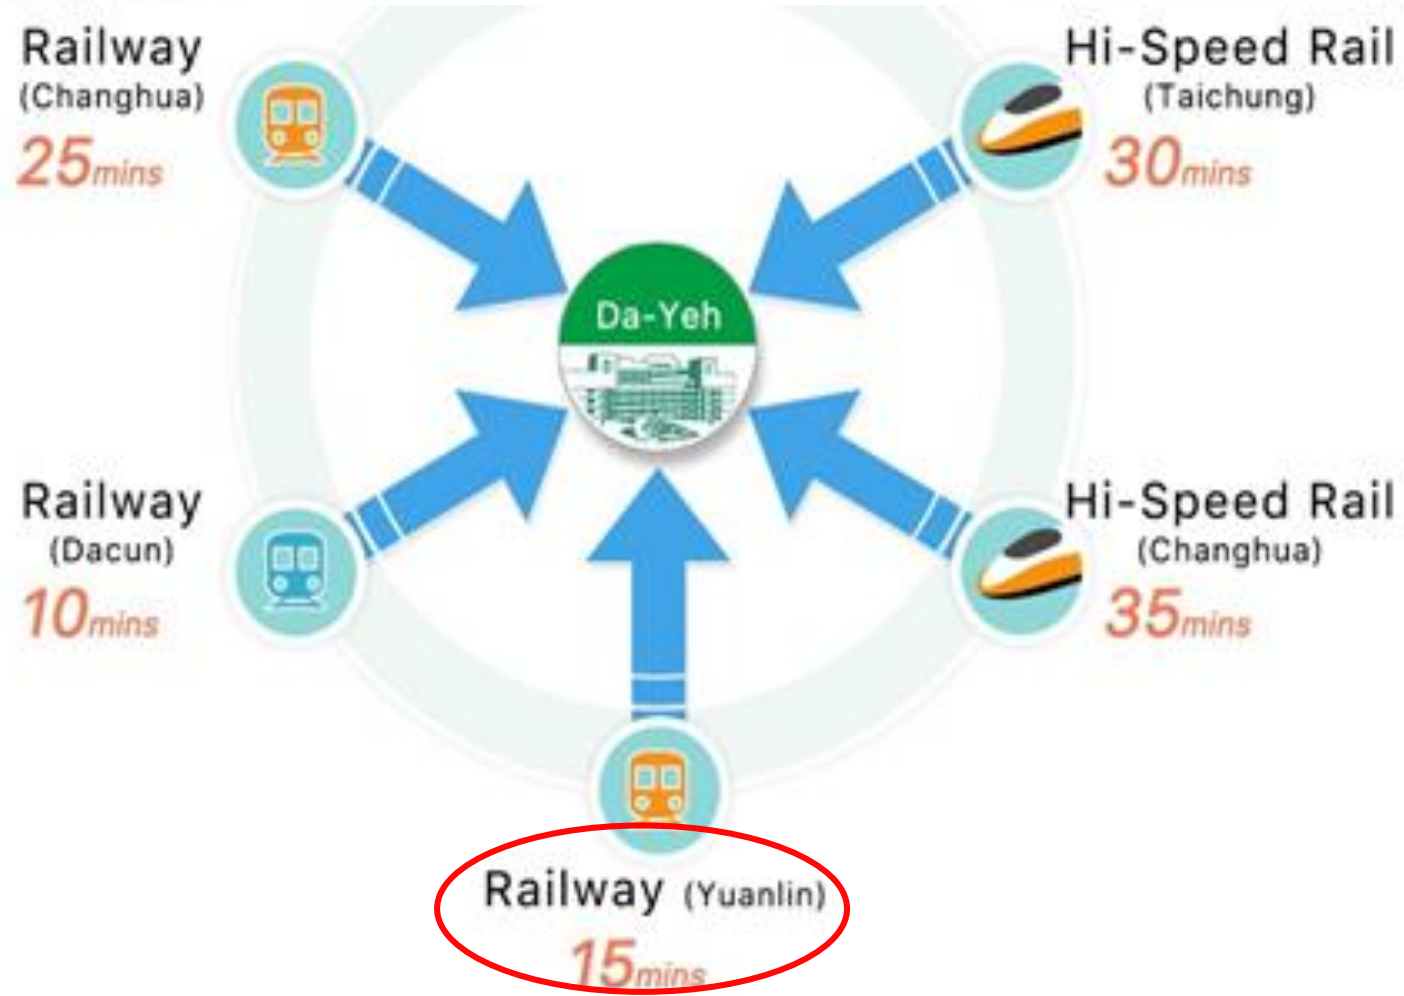 Railway
(Changhua)
25mins
Hi-Speed Rail
(Taichung)
30mins
Da-Yeh
Railway
(Dacun)
10mins
Hi-Speed Rail
(Changhua)
35mins
Railway (Yuanlin)
15mins